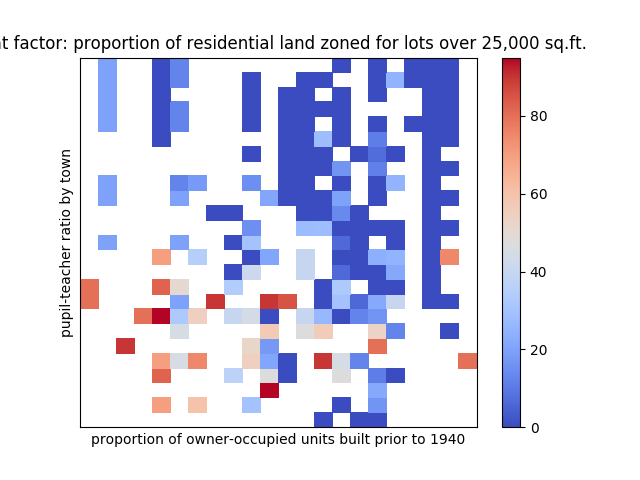 factor: proportion of residential land zoned for lots over 25,000 sq.ft.
pupil-teacher ratio by town
proportion of owner-occupied units built prior to 1940
80
60
40
20
0